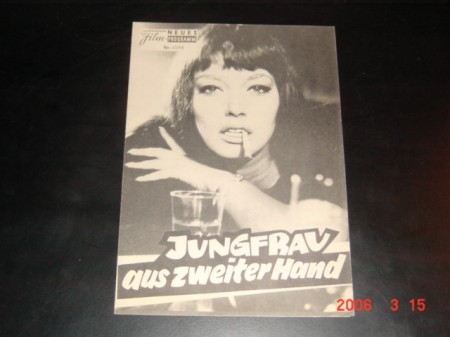 Film
NEUES
PROGRAMM
JUNGFRAU
aus zweiter Hand
2006 3 15